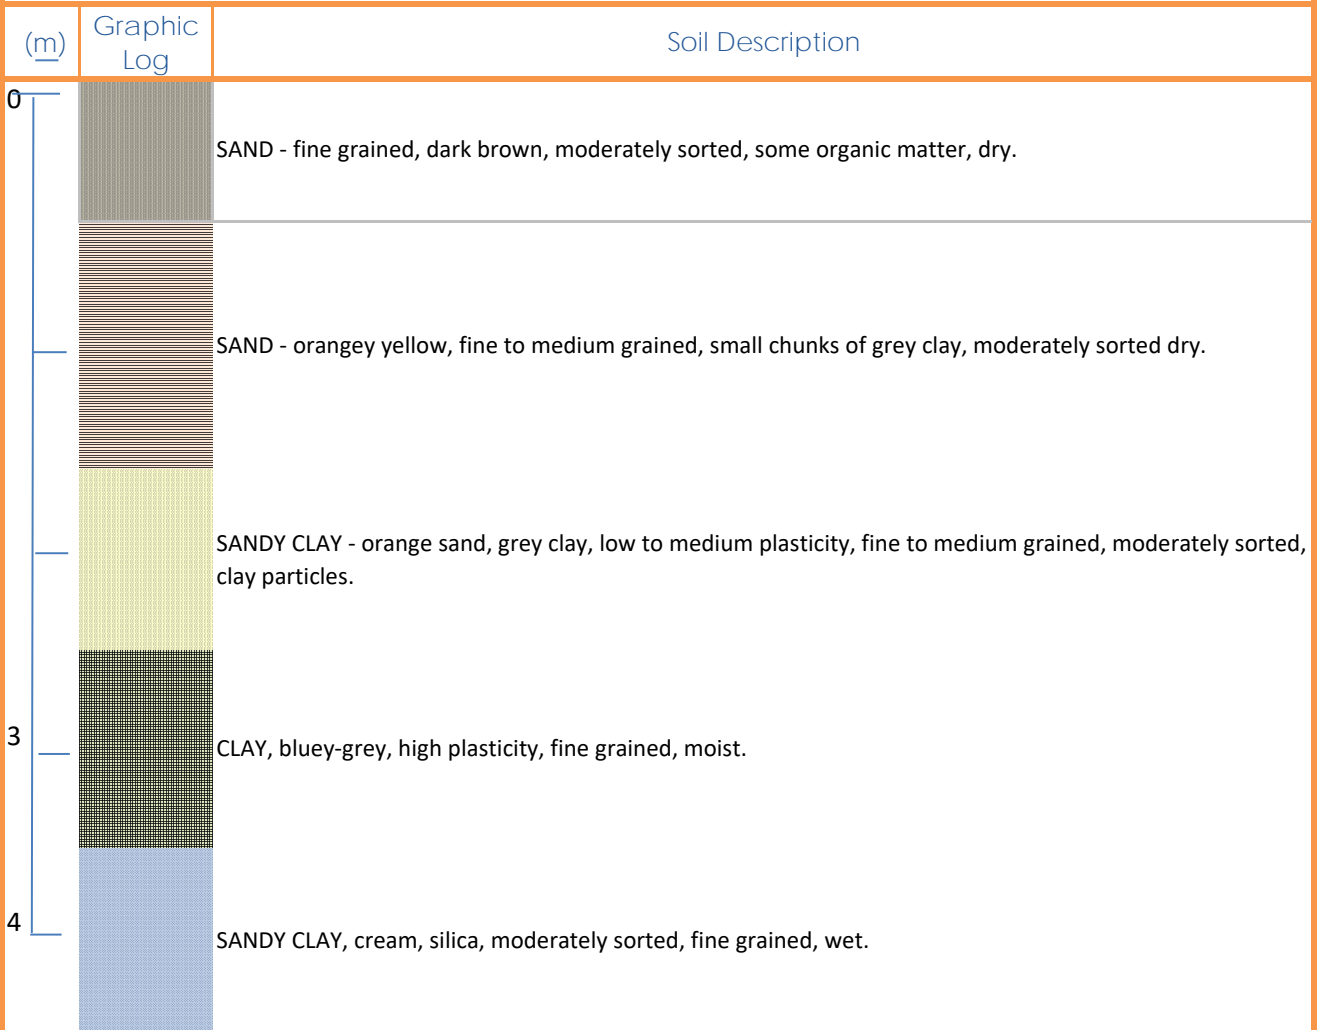 (m)
Graphic
Log
Soil Description
0
SAND - fine grained, dark brown, moderately sorted, some organic matter, dry.
SAND - orangey yellow, fine to medium grained, small chunks of grey clay, moderately sorted dry.
SANDY CLAY - orange sand, grey clay, low to medium plasticity, fine to medium grained, moderately sorted,
clay particles.
3
CLAY, bluey-grey, high plasticity, fine grained, moist.
4
SANDY CLAY, cream, silica, moderately sorted, fine grained, wet.